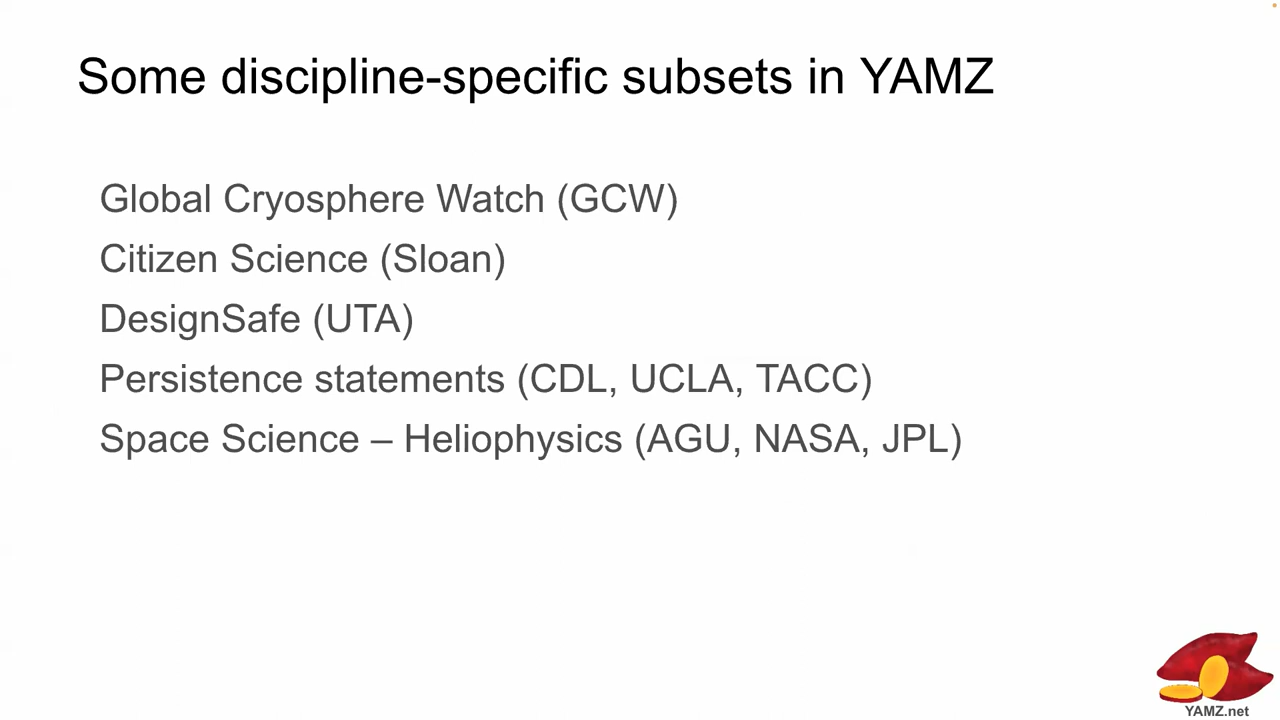 Some discipline-specific subsets in YAMZ
Global Cryosphere Watch (GCW)
Citizen Science (Sloan)
DesignSafe (UTA)
Persistence statements (CDL, UCLA, TACC)
Space Science – Heliophysics (AGU, NASA, JPL)
YAMZ.net